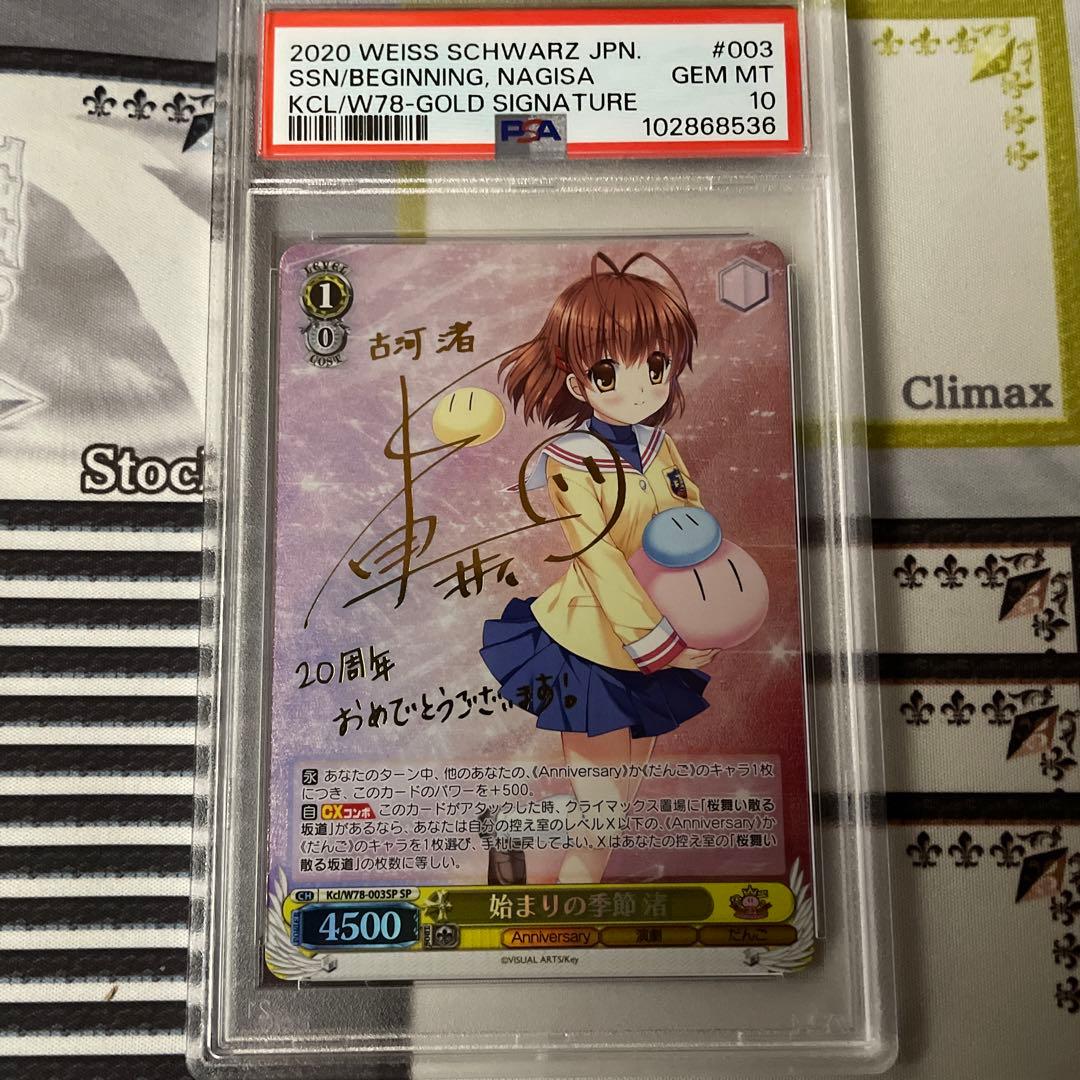 2020 WEISS SCHWARZ JPN. #003
SSN/BEGINNING, NAGISA GEM MT
KCL/W78-GOLD SIGNATURE 10
PSA 102868536
Climax
Stoc
LEVEL
1
0
COST
古河 渚
20周年
おめでとうございます!
永 あなたのターン中、他のあなたの、《Anniversary》か《だんご》のキャラ1枚
につき、このカードのパワーを+500。
自 CXコンボ このカードがアタックした時、クライマックス置場に「桜舞い散る
坂道」があるなら、あなたは自分の控え室のレベルX以下の、《Anniversary》か
《だんご》のキャラを1枚選び、手札に戻してよい。Xはあなたの控え室の「桜舞い
散る坂道」の枚数に等しい。
CH Kcl/W78-003SP SP
始まりの季節 渚
4500
Anniversary 演劇 だんご
©VISUAL ARTS/Key